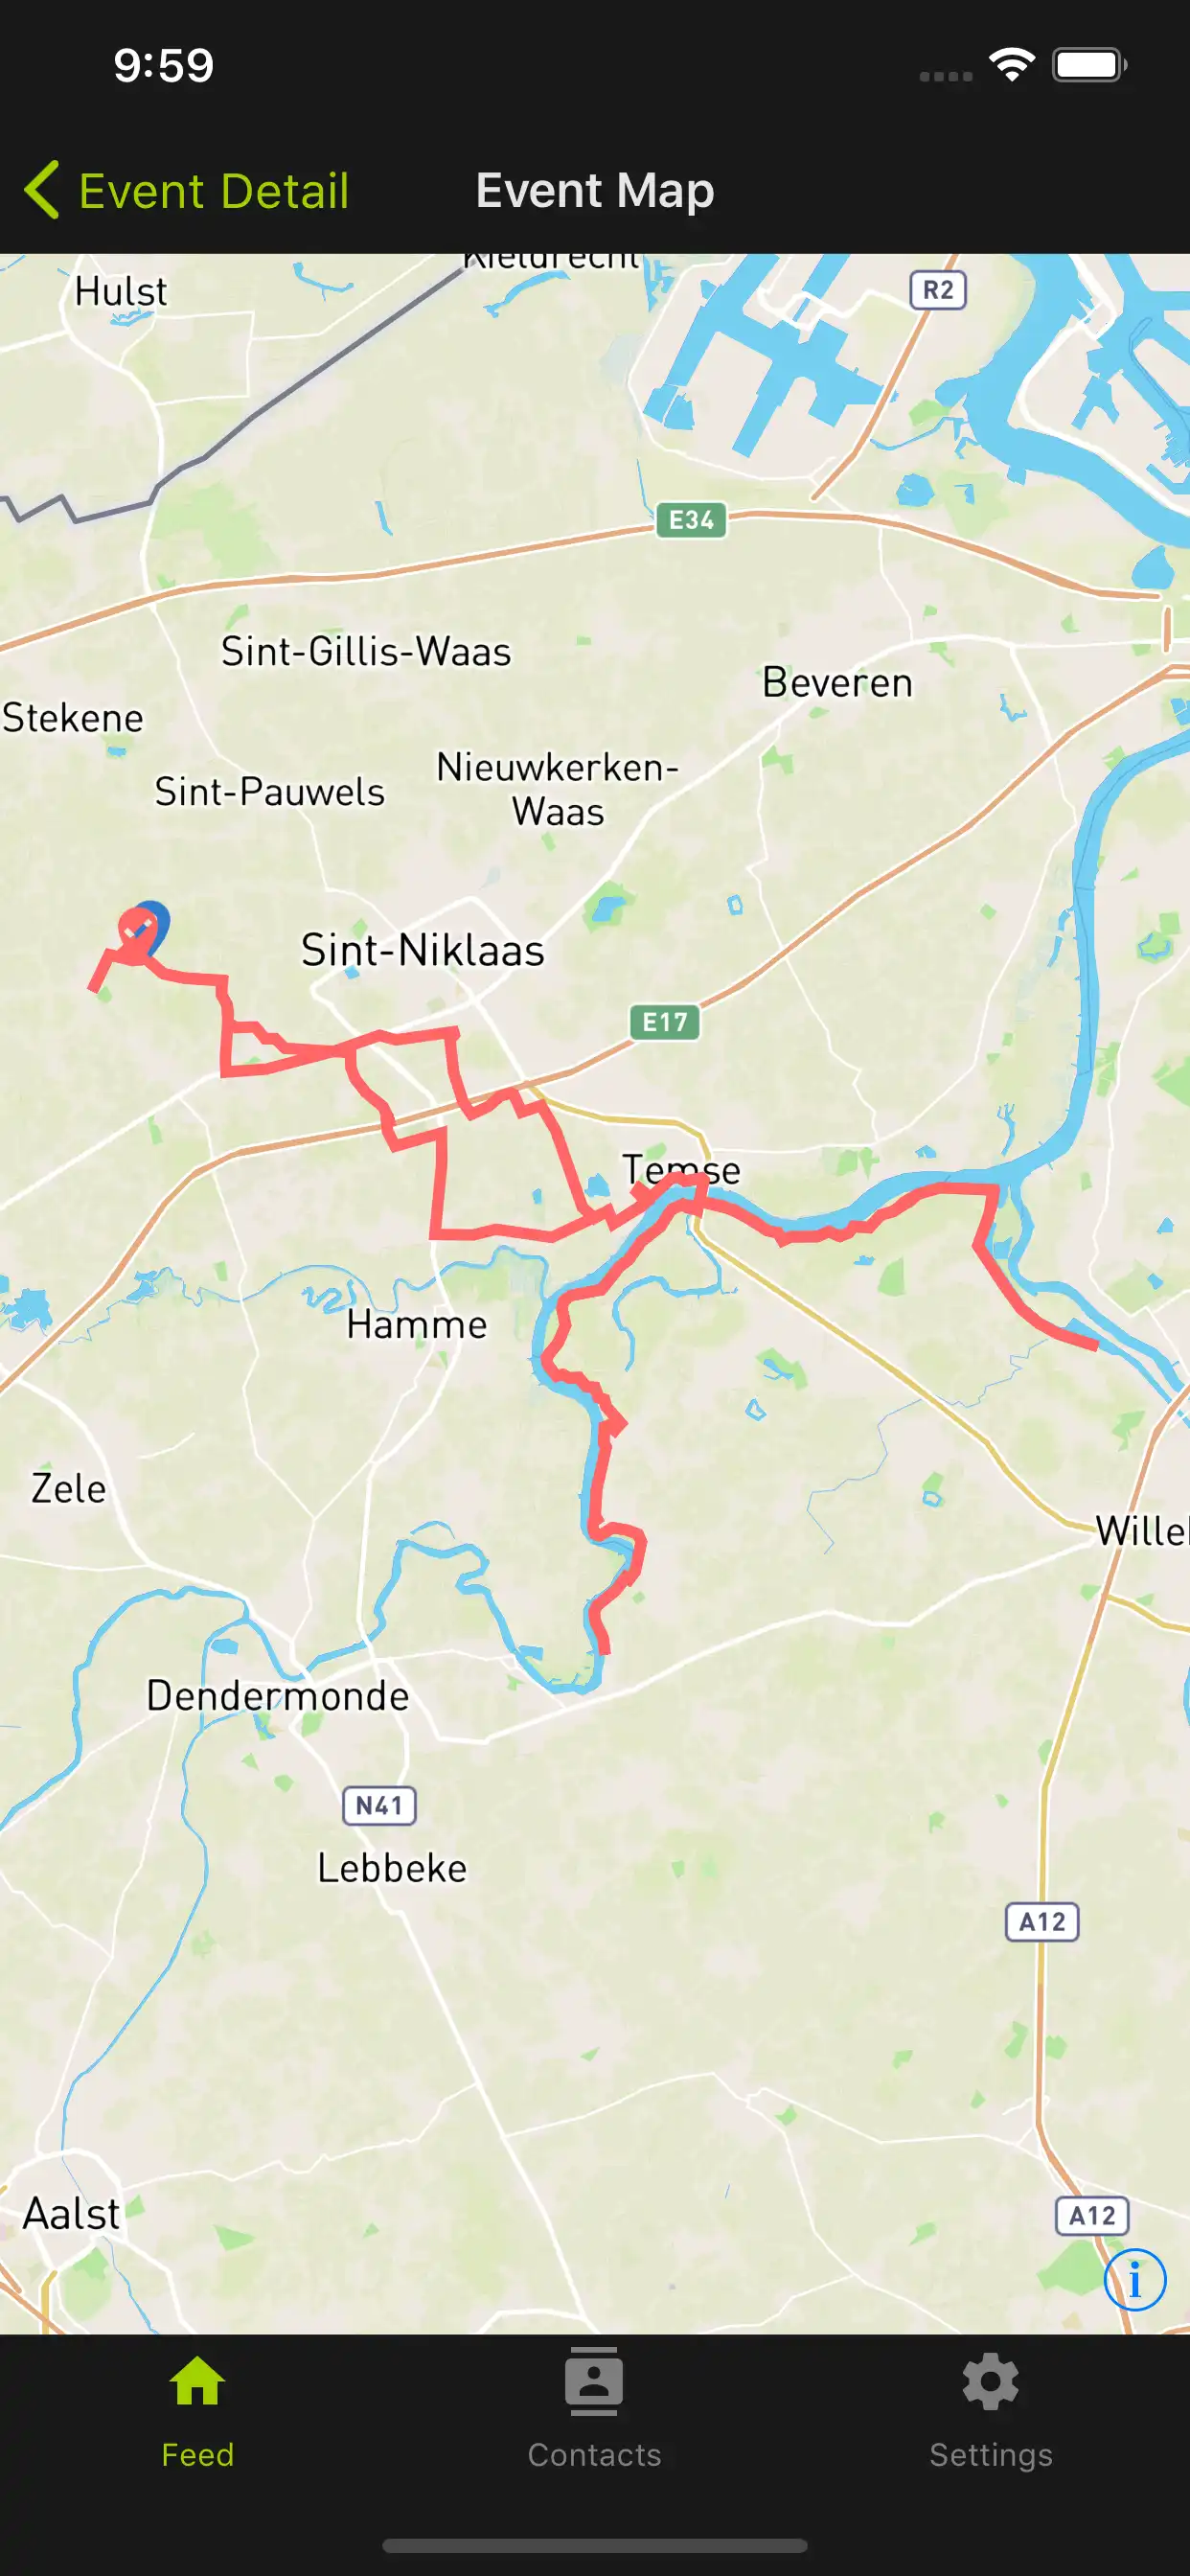 9:59
Event Detail
Event Map
Kieldrecht
Hulst
R2
E34
Sint-Gillis-Waas
Beveren
Stekene
Nieuwkerken-
Waas
Sint-Pauwels
Sint-Niklaas
E17
Temse
Hamme
Zele
Wille
Dendermonde
N41
Lebbeke
A12
Aalst
A12
i
Feed
Contacts
Settings